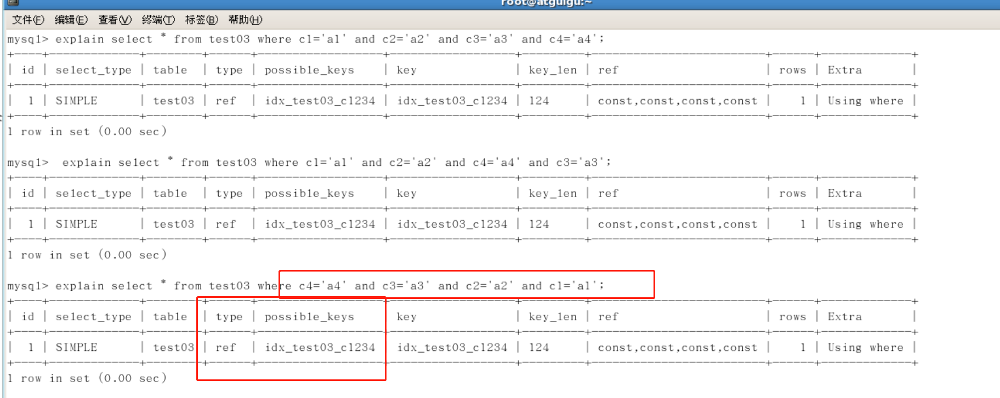 root@atguigu:~
文件(F) 编辑(E) 查看(V) 终端(T) 标签(B) 帮助(H)
mysql> explain select * from test03 where c1='a1' and c2='a2' and c3='a3' and c4='a4';
+----+-------------+--------+------+------------------+------------------+---------+-------------------------+------+-------------+
| id | select_type | table  | type | possible_keys    | key              | key_len | ref                     | rows | Extra       |
+----+-------------+--------+------+------------------+------------------+---------+-------------------------+------+-------------+
|  1 | SIMPLE      | test03 | ref  | idx_test03_c1234 | idx_test03_c1234 | 124     | const,const,const,const |    1 | Using where |
+----+-------------+--------+------+------------------+------------------+---------+-------------------------+------+-------------+
1 row in set (0.00 sec)
mysql>  explain select * from test03 where c1='a1' and c2='a2' and c4='a4' and c3='a3';
+----+-------------+--------+------+------------------+------------------+---------+-------------------------+------+-------------+
| id | select_type | table  | type | possible_keys    | key              | key_len | ref                     | rows | Extra       |
+----+-------------+--------+------+------------------+------------------+---------+-------------------------+------+-------------+
|  1 | SIMPLE      | test03 | ref  | idx_test03_c1234 | idx_test03_c1234 | 124     | const,const,const,const |    1 | Using where |
+----+-------------+--------+------+------------------+------------------+---------+-------------------------+------+-------------+
1 row in set (0.00 sec)
mysql> explain select * from test03 where c4='a4' and c3='a3' and c2='a2' and c1='a1';
+----+-------------+--------+------+------------------+------------------+---------+-------------------------+------+-------------+
| id | select_type | table  | type | possible_keys    | key              | key_len | ref                     | rows | Extra       |
+----+-------------+--------+------+------------------+------------------+---------+-------------------------+------+-------------+
|  1 | SIMPLE      | test03 | ref  | idx_test03_c1234 | idx_test03_c1234 | 124     | const,const,const,const |    1 | Using where |
+----+-------------+--------+------+------------------+------------------+---------+-------------------------+------+-------------+
1 row in set (0.00 sec)